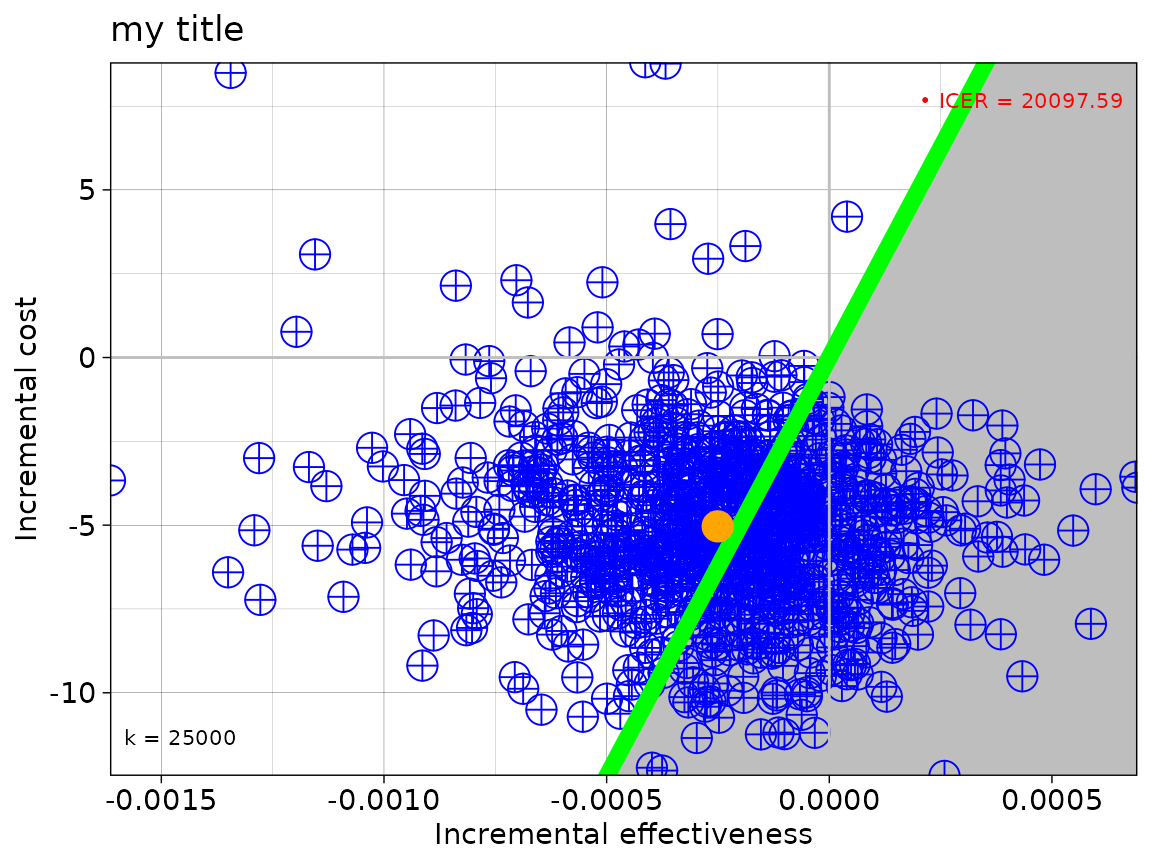 my title
• ICER = 20097.59
5
0
-5
-10
k = 25000
-0.0015 -0.0010 -0.0005 0.0000 0.0005
Incremental effectiveness
Incremental cost